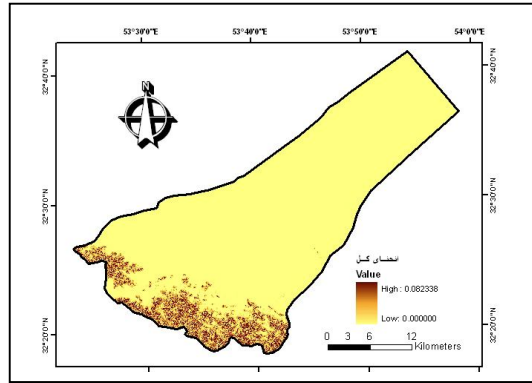 53°30'0"E 53°40'0"E 53°50'0"E 54°0'0"E
32°40'0"N 32°40'0"N
N
32°30'0"N 32°30'0"N
انحنای کل
Value
High : 0.082338
Low: 0.000000
32°20'0"N 32°20'0"N
0 3 6 12
Kilometers